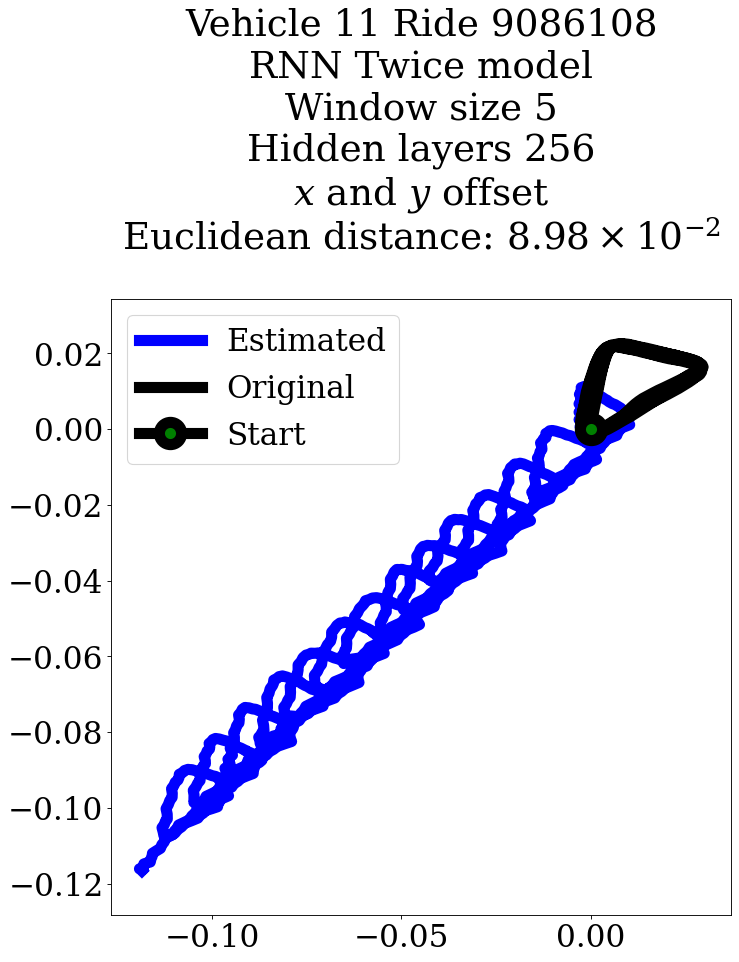 Vehicle 11 Ride 9086108
RNN Twice model
Window size 5
Hidden layers 256
x and y offset
Euclidean distance: 8.98 × 10⁻²
Estimated
Original
Start
0.02
0.00
−0.02
−0.04
−0.06
−0.08
−0.10
−0.12
−0.10 −0.05 0.00